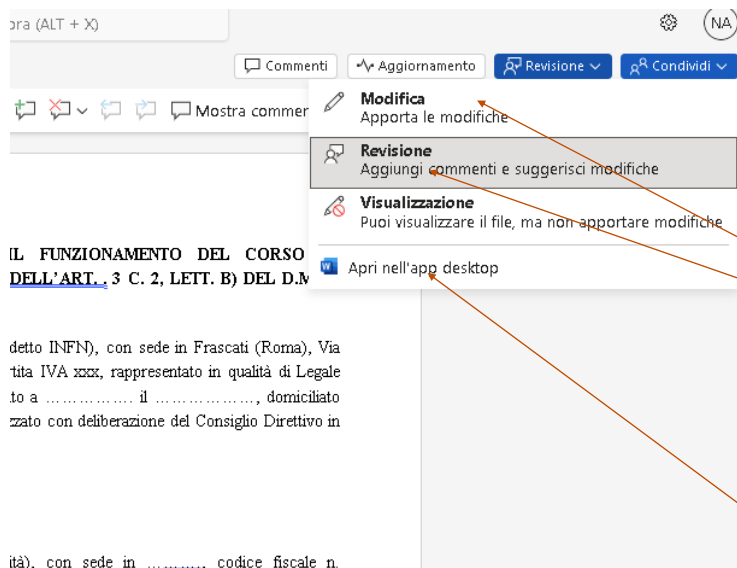 ora (ALT + X)
NA
Commenti
Aggiornamento
Revisione
Condividi
Mostra commer
Modifica
Apporta le modifiche
Revisione
Aggiungi commenti e suggerisci modifiche
Visualizzazione
Puoi visualizzare il file, ma non apportare modifiche
Apri nell'app desktop
IL FUNZIONAMENTO DEL CORSO
DELL'ART. . 3 C. 2, LETT. B) DEL D.M
detto INFN), con sede in Frascati (Roma), Via
rtita IVA xxx, rappresentato in qualità di Legale
to a ……………. il ………………, domiciliato
zzato con deliberazione del Consiglio Direttivo in
ità), con sede in ……….., codice fiscale n.